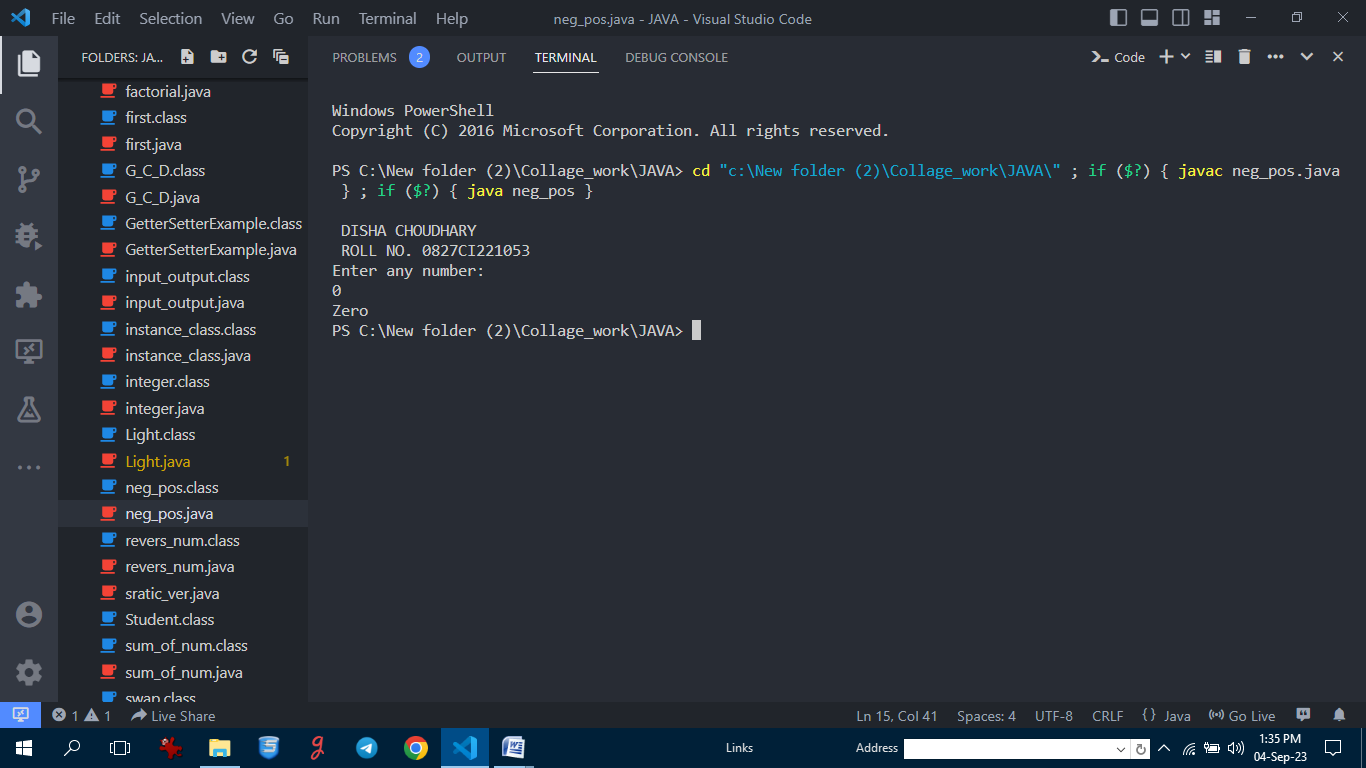 File Edit Selection View Go Run Terminal Help neg_pos.java - JAVA - Visual Studio Code
FOLDERS: JA...
factorial.java
first.class
first.java
G_C_D.class
G_C_D.java
GetterSetterExample.class
GetterSetterExample.java
input_output.class
input_output.java
instance_class.class
instance_class.java
integer.class
integer.java
Light.class
Light.java 1
neg_pos.class
neg_pos.java
revers_num.class
revers_num.java
sratic_ver.java
Student.class
sum_of_num.class
sum_of_num.java
swap.class
PROBLEMS 2 OUTPUT TERMINAL DEBUG CONSOLE
Code
Windows PowerShell
Copyright (C) 2016 Microsoft Corporation. All rights reserved.
PS C:\New folder (2)\Collage_work\JAVA> cd "c:\New folder (2)\Collage_work\JAVA\" ; if ($?) { javac neg_pos.java
} ; if ($?) { java neg_pos }
DISHA CHOUDHARY
ROLL NO. 0827CI221053
Enter any number:
0
Zero
PS C:\New folder (2)\Collage_work\JAVA>
1 1 Live Share Ln 15, Col 41 Spaces: 4 UTF-8 CRLF {} Java Go Live
Links Address 1:35 PM
04-Sep-23